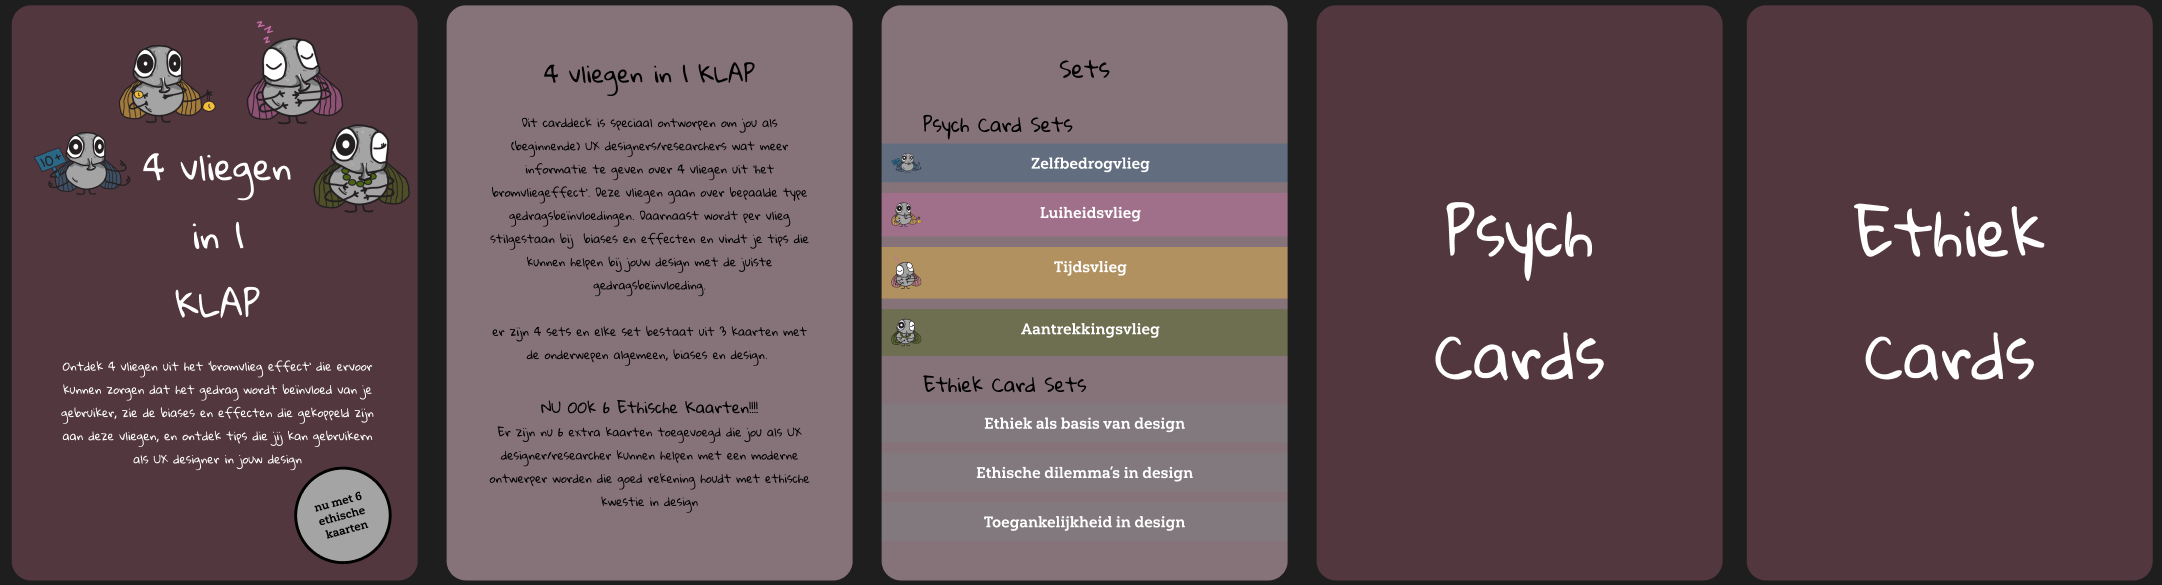 z
z
z
10+
4 vliegen
in 1
KLAP
Ontdek 4 vliegen uit het 'bromvlieg effect' die ervoor
kunnen zorgen dat het gedrag wordt beïnvloed van je
gebruiker, zie de biases en effecten die gekoppeld zijn
aan deze vliegen, en ontdek tips die jij kan gebruikern
als UX designer in jouw design
nu met 6
ethische
kaarten
4 vliegen in 1 KLAP
Dit carddeck is speciaal ontworpen om jou als
(beginnende) UX designers/researchers wat meer
informatie te geven over 4 vliegen uit 'het
bromvliegeffect'. Deze vliegen gaan over bepaalde type
gedragsbeïnvloedingen. Daarnaast wordt per vlieg
stilgestaan bij biases en effecten en vindt je tips die
kunnen helpen bij jouw design met de juiste
gedragsbeïnvloeding.
er zijn 4 sets en elke set bestaat uit 3 kaarten met
de onderwepen algemeen, biases en design.
NU OOk 6 Ethische Kaarten!!!!
Er zijn nu 6 extra kaarten toegevoegd die jou als UX
designer/researcher kunnen helpen met een moderne
ontwerper worden die goed rekening houdt met ethische
kwestie in design
Sets
Psych Card Sets
Zelfbedrogvlieg
Luiheidsvlieg
Tijdsvlieg
Aantrekkingsvlieg
Ethiek Card Sets
Ethiek als basis van design
Ethische dilemma's in design
Toegankelijkheid in design
Psych
Cards
Ethiek
Cards